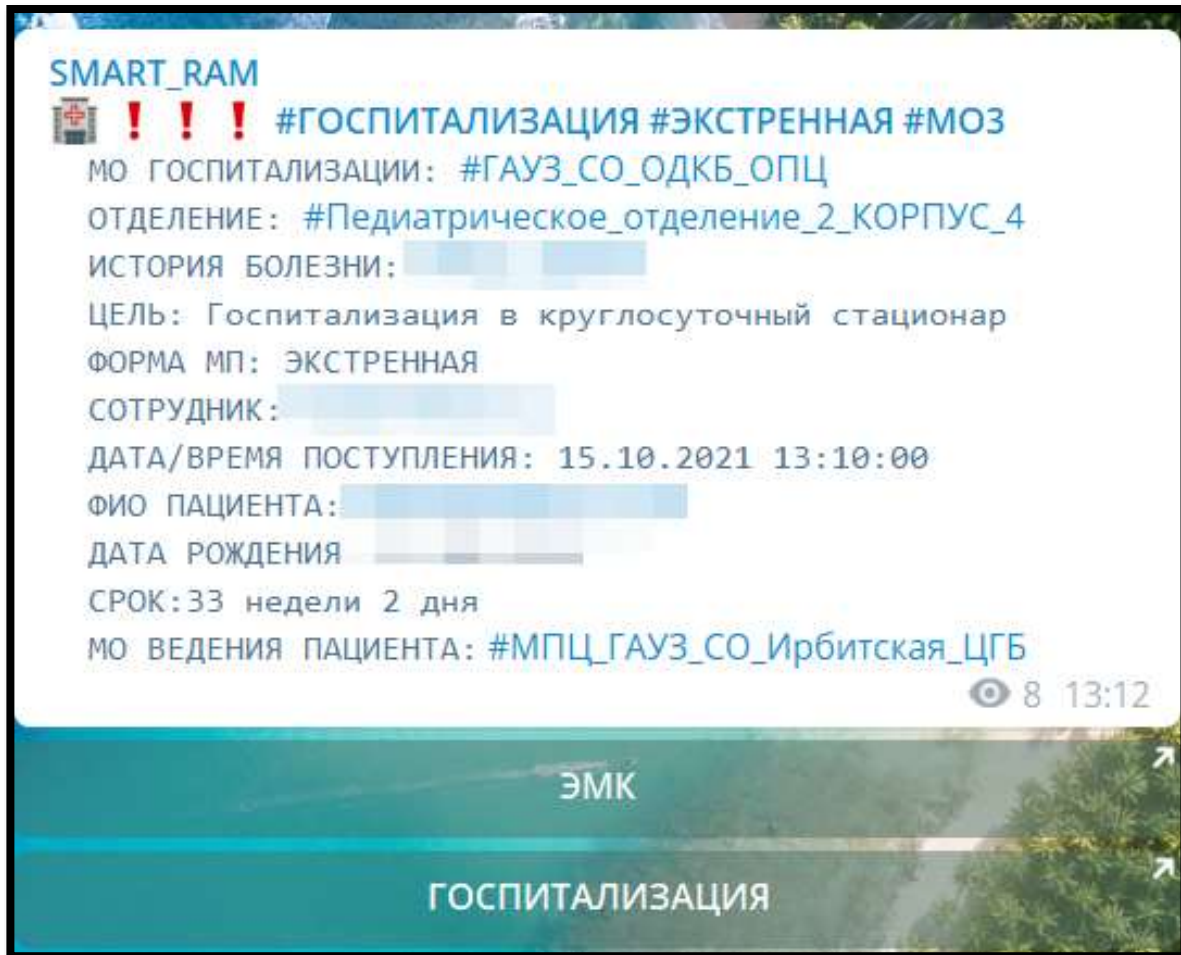 SMART_RAM
❗❗❗ #ГОСПИТАЛИЗАЦИЯ #ЭКСТРЕННАЯ #МО3
МО ГОСПИТАЛИЗАЦИИ: #ГАУЗ_СО_ОДКБ_ОПЦ
ОТДЕЛЕНИЕ: #Педиатрическое_отделение_2_КОРПУС_4
ИСТОРИЯ БОЛЕЗНИ:
ЦЕЛЬ: Госпитализация в круглосуточный стационар
ФОРМА МП: ЭКСТРЕННАЯ
СОТРУДНИК:
ДАТА/ВРЕМЯ ПОСТУПЛЕНИЯ: 15.10.2021 13:10:00
ФИО ПАЦИЕНТА:
ДАТА РОЖДЕНИЯ
СРОК:33 недели 2 дня
МО ВЕДЕНИЯ ПАЦИЕНТА: #МПЦ_ГАУЗ_СО_Ирбитская_ЦГБ
8 13:12
ЭМК
ГОСПИТАЛИЗАЦИЯ